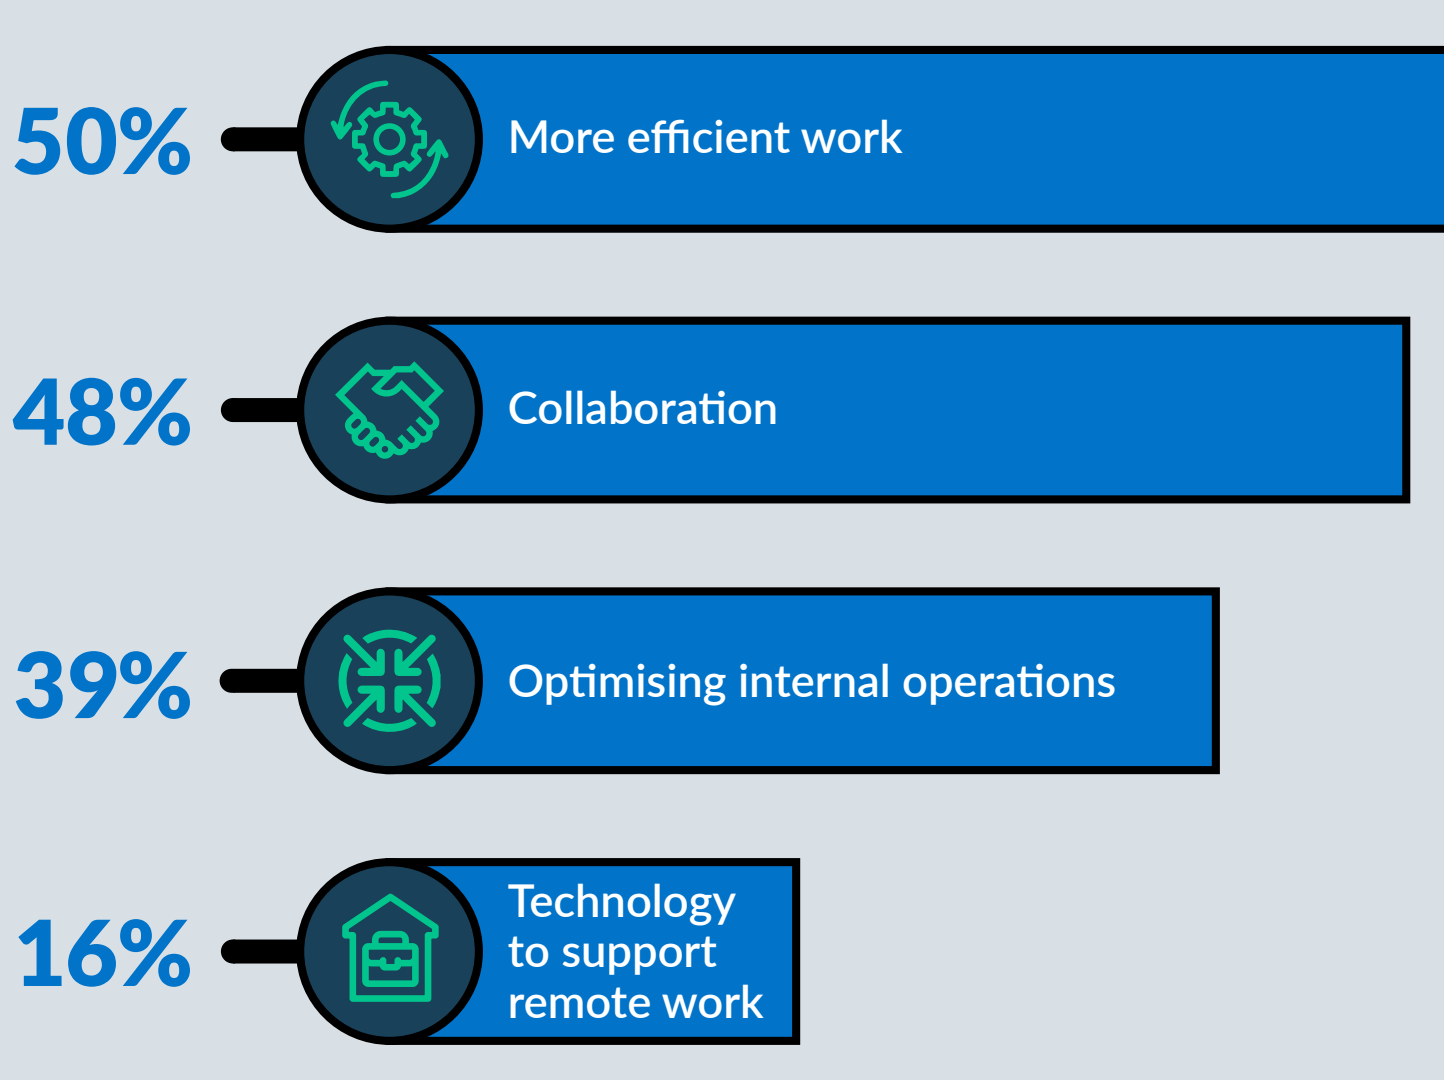 50%
More efficient work
48%
Collaboration
39%
Optimising internal operations
16%
Technology
to support
remote work